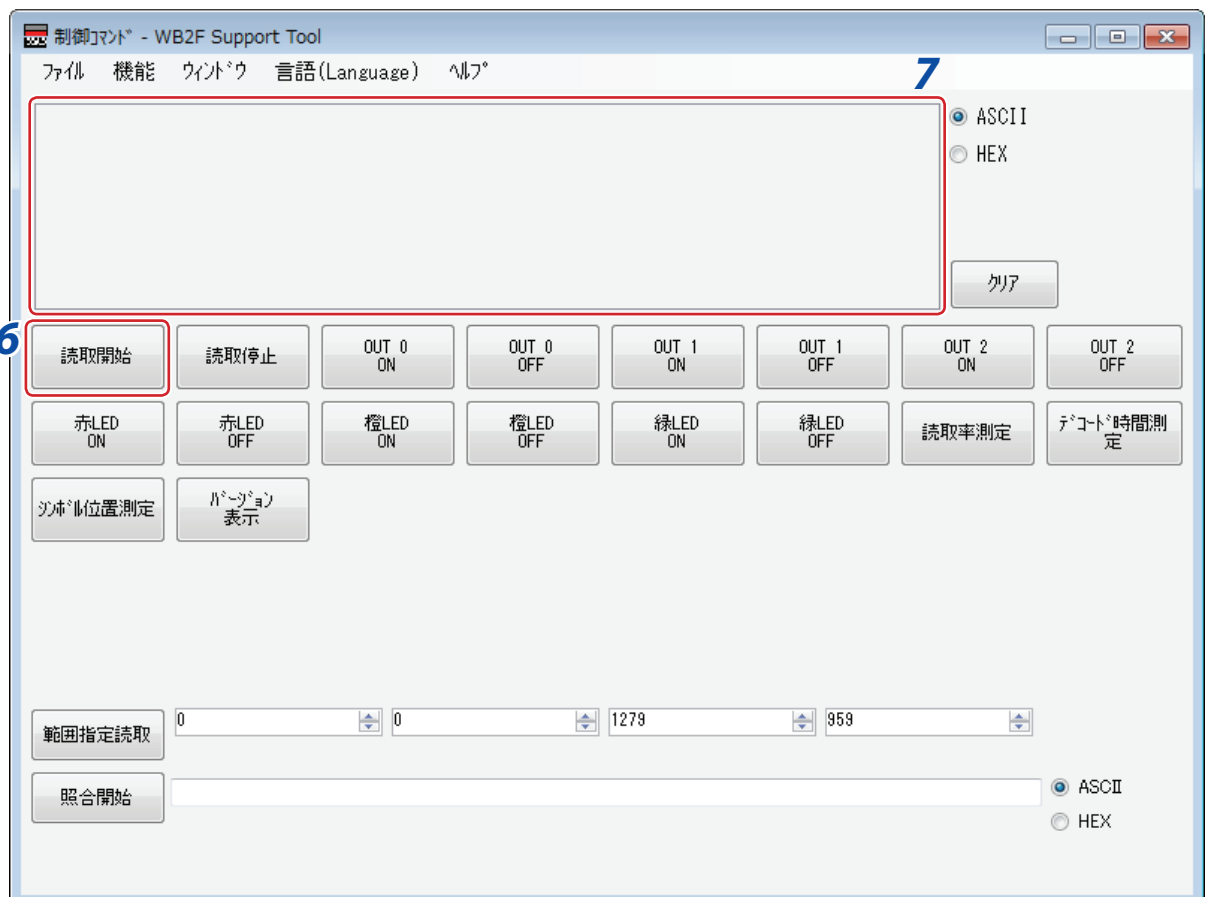 制御ｺﾏﾝﾄﾞ - WB2F Support Tool
ﾌｧｲﾙ 機能 ｳｨﾝﾄﾞｳ 言語(Language) ﾍﾙﾌﾟ
7
ASCII
HEX
ｸﾘｱ
6
読取開始 読取停止 OUT 0 ON OUT 0 OFF OUT 1 ON OUT 1 OFF OUT 2 ON OUT 2 OFF
赤LED ON 赤LED OFF 橙LED ON 橙LED OFF 緑LED ON 緑LED OFF 読取率測定 ﾃﾞｺｰﾄﾞ時間測定
ｼﾝﾎﾞﾙ位置測定 ﾊﾞｰｼﾞｮﾝ表示
範囲指定読取 0 0 1279 959
照合開始
ASCII
HEX